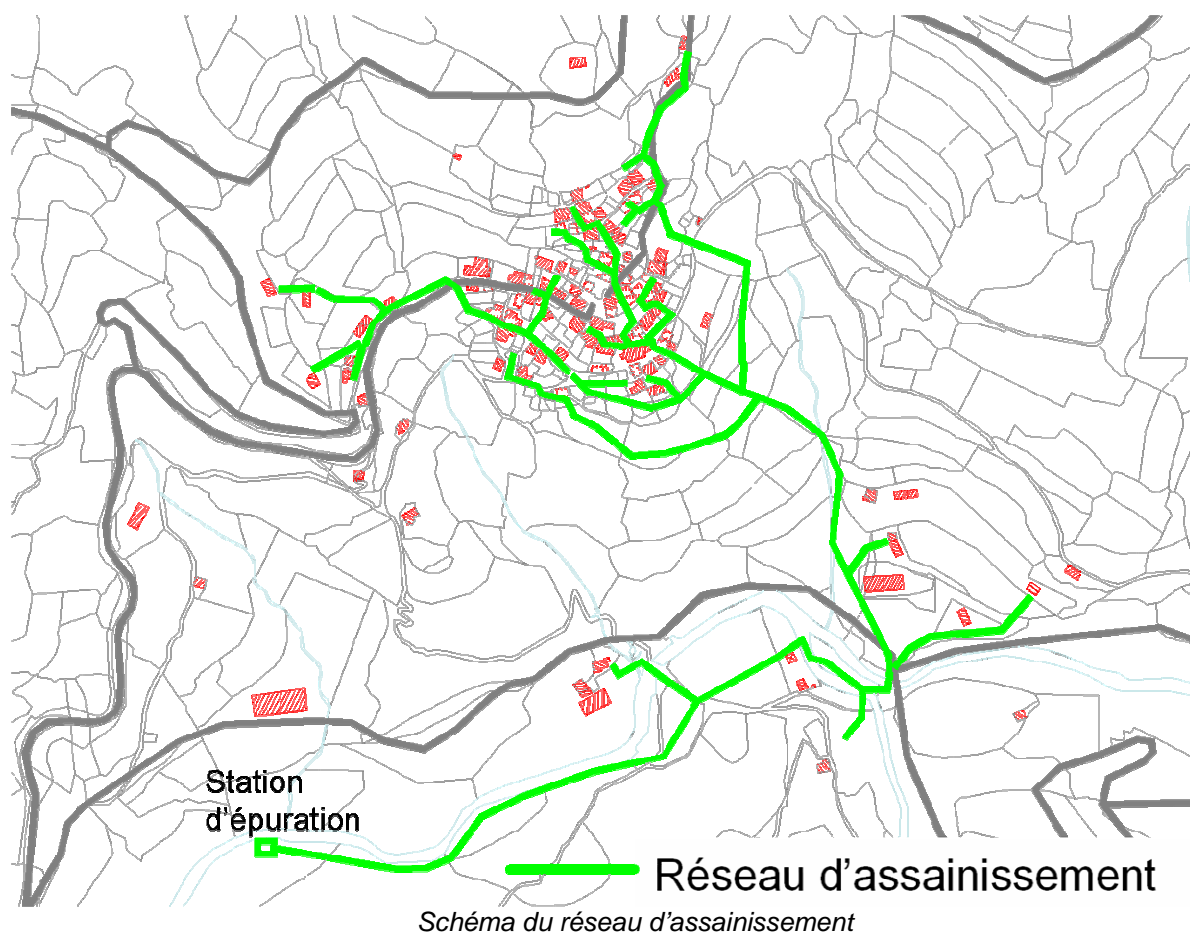 Station
d'épuration
Réseau d'assainissement
Schéma du réseau d'assainissement